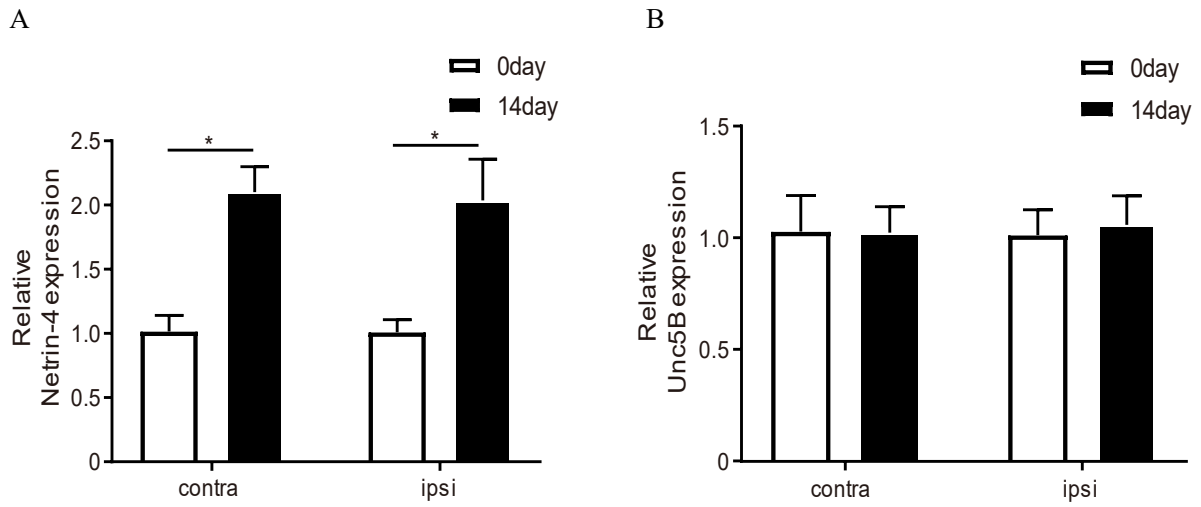 A
0day
14day
Relative
Netrin-4 expression
2.5
2.0
1.5
1.0
0.5
0
*
*
contra
ipsi
B
0day
14day
Relative
Unc5B expression
1.5
1.0
0.5
0
contra
ipsi